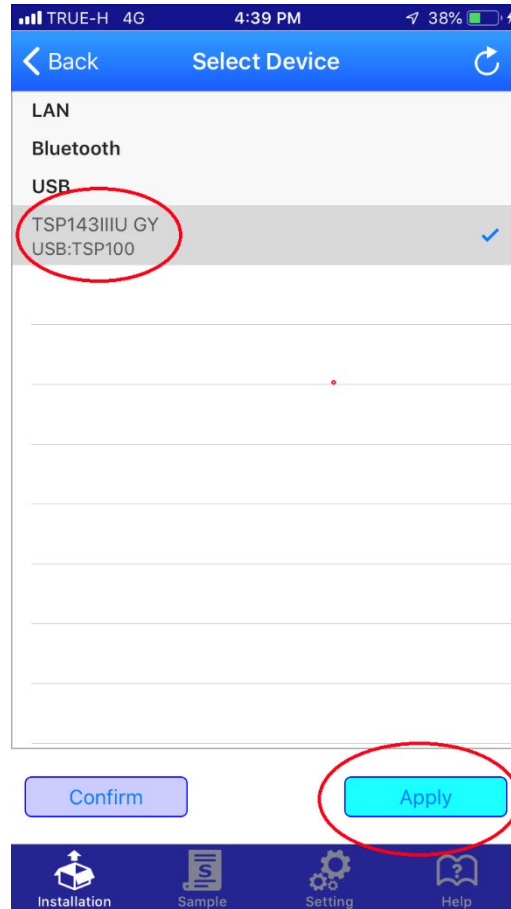 TRUE-H 4G 4:39 PM 38%
Back Select Device
LAN
Bluetooth
USB
TSP143IIIU GY
USB:TSP100
Confirm Apply
S ?
Installation Sample Setting Help